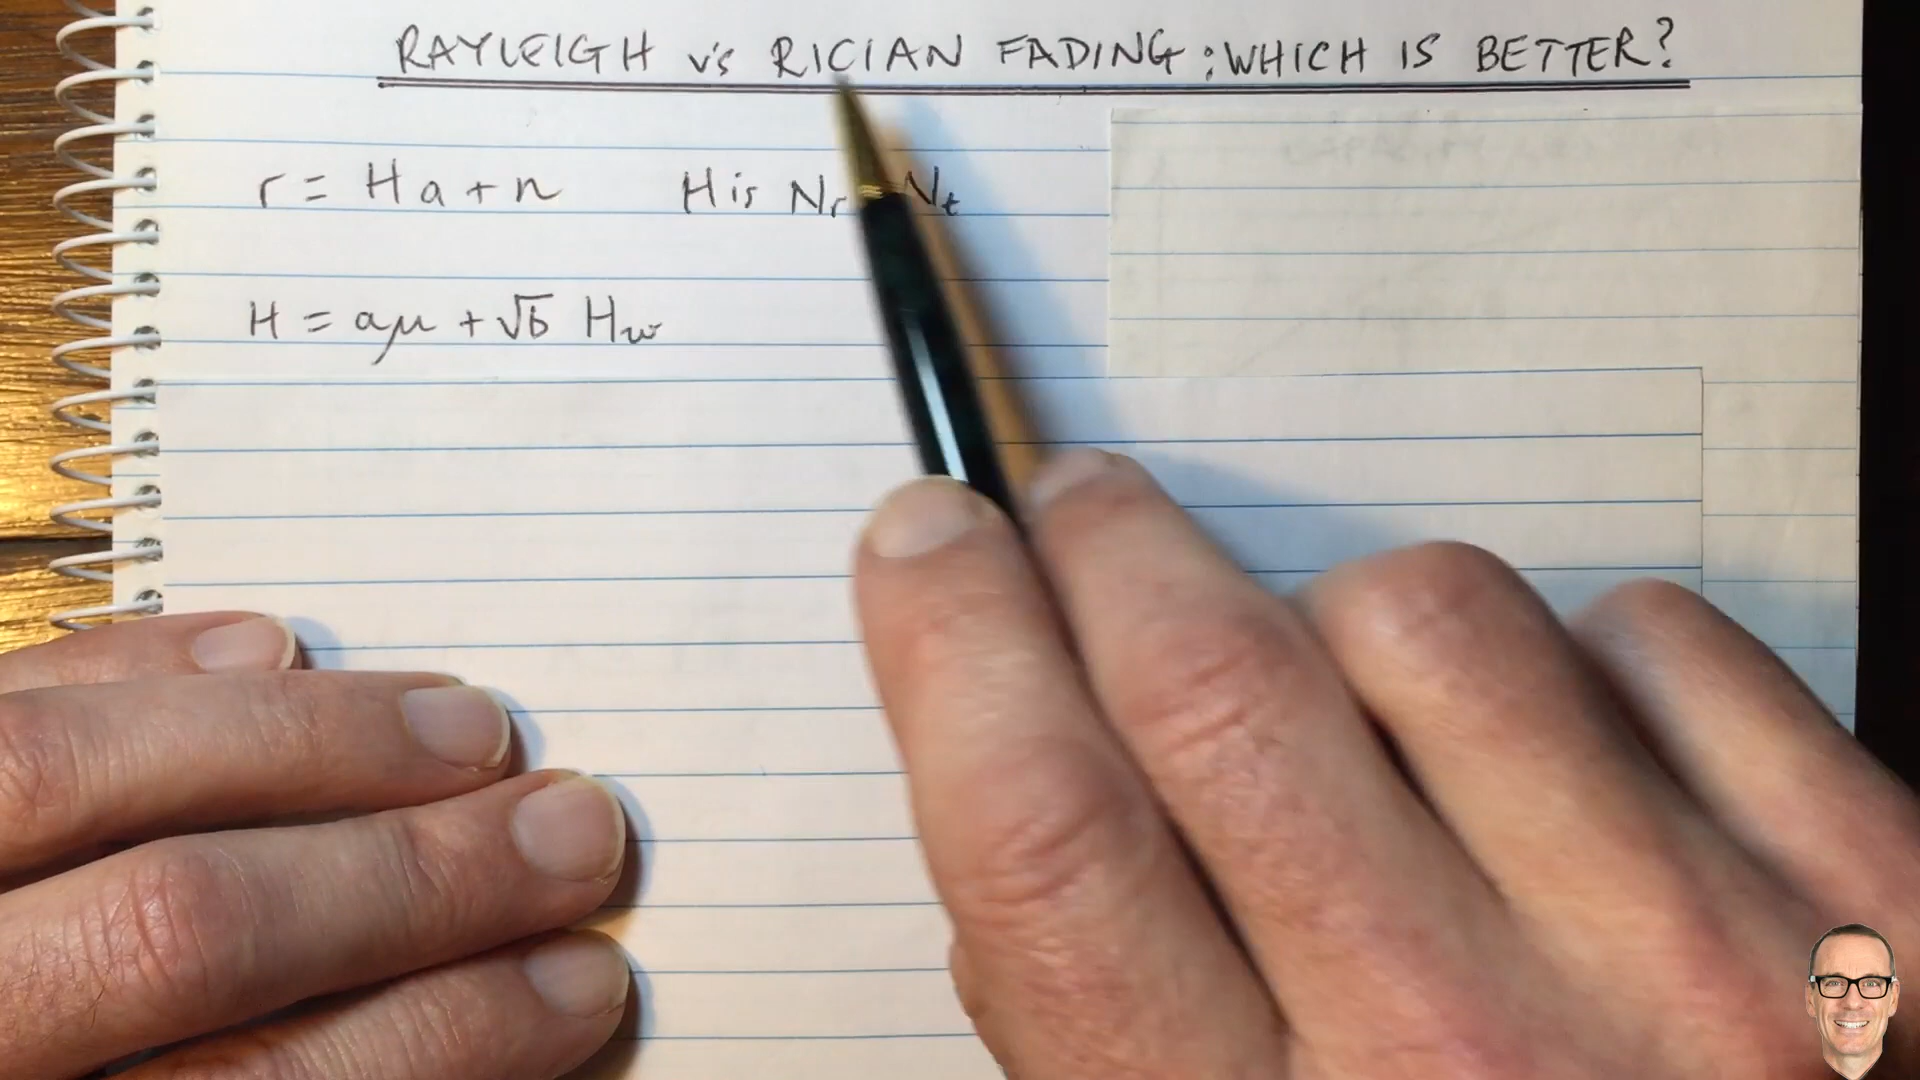 RAYLEIGH v's RICIAN FADING : WHICH IS BETTER?
r = Ha + n H is Nr Nt
H = aμ + √b Hw